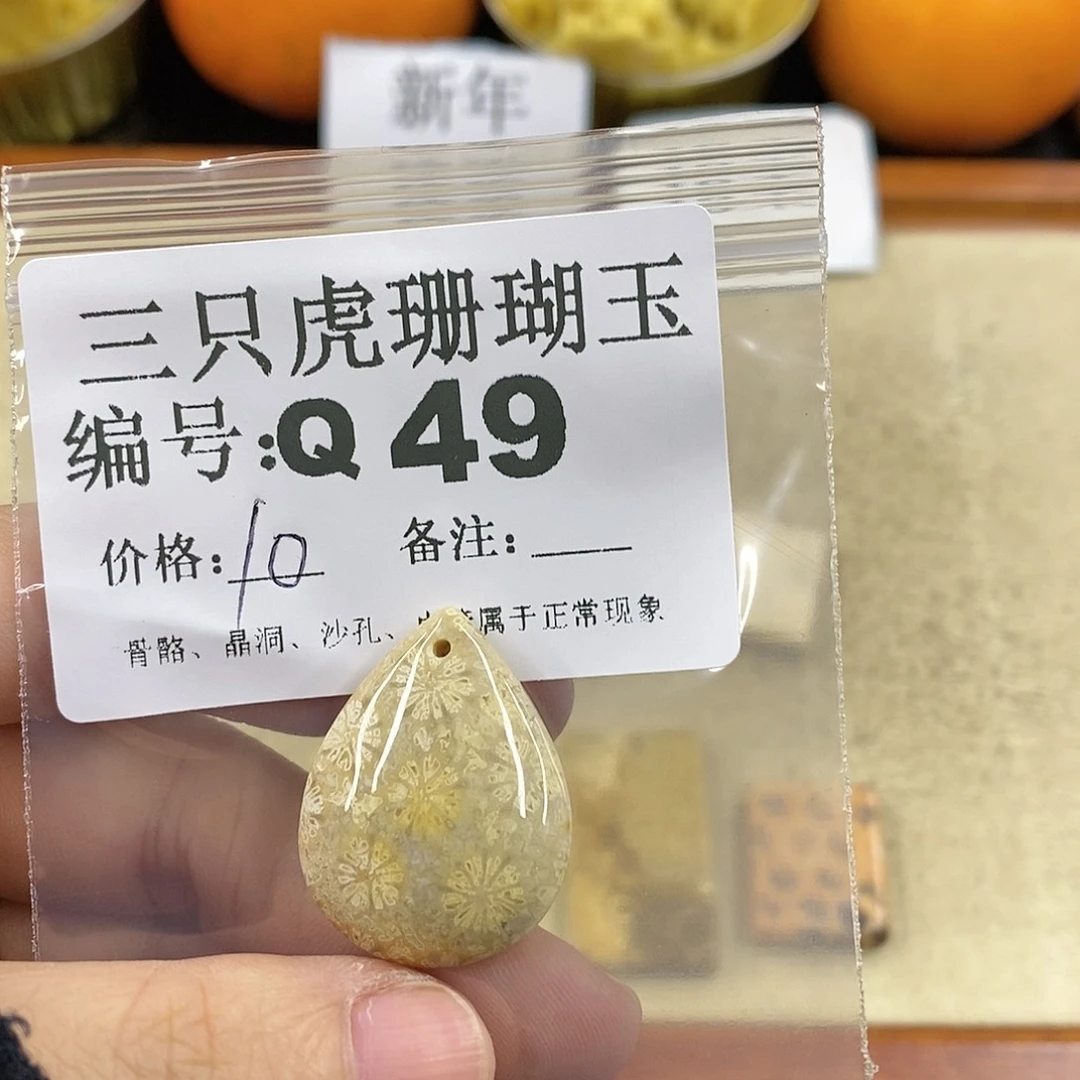 新年
三只虎珊瑚玉
编号:Q 49
价格:10 备注:____
骨骼、晶洞、沙孔、属于正常现象